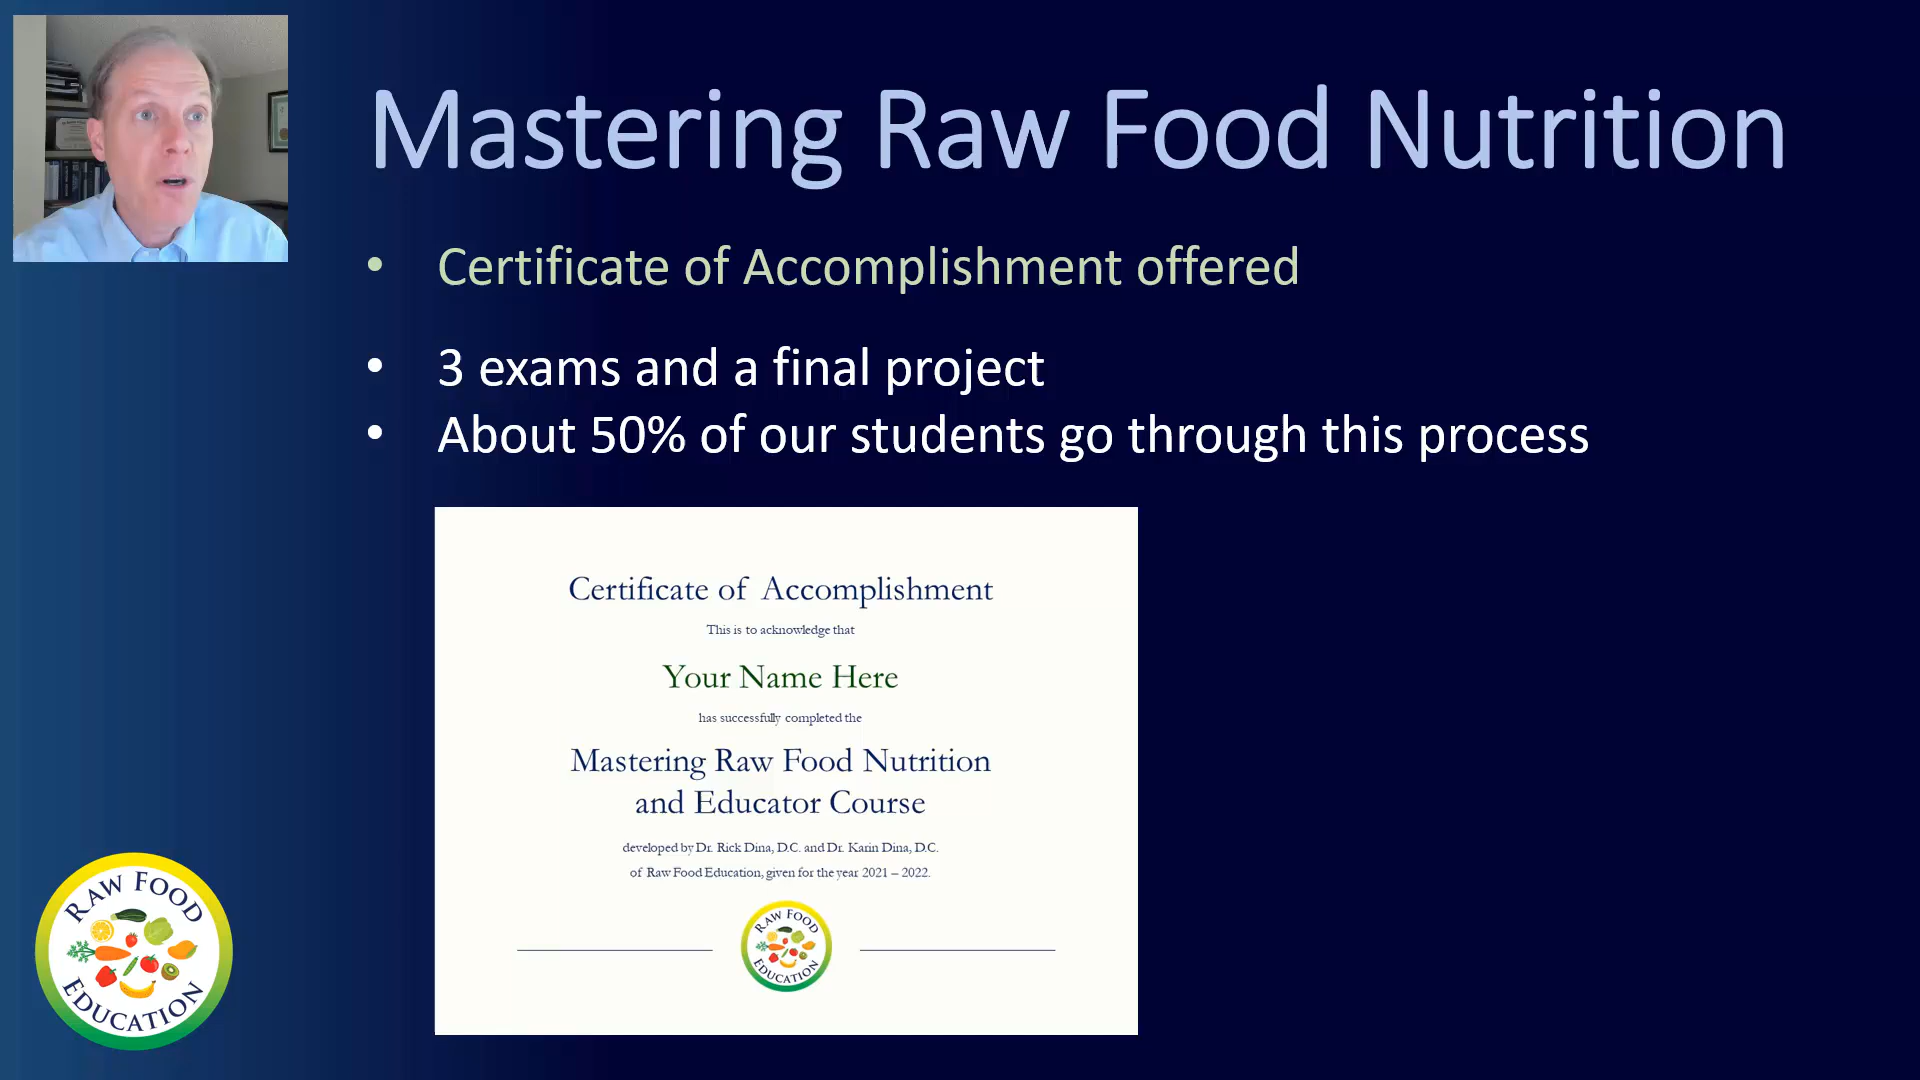 Mastering Raw Food Nutrition
• Certificate of Accomplishment offered
• 3 exams and a final project
• About 50% of our students go through this process
Certificate of Accomplishment
This is to acknowledge that
Your Name Here
has successfully completed the
Mastering Raw Food Nutrition
and Educator Course
developed by Dr. Rick Dina, D.C. and Dr. Karin Dina, D.C.
of Raw Food Education, given for the year 2021 – 2022.
RAW FOOD
EDUCATION
RAW FOOD
EDUCATION